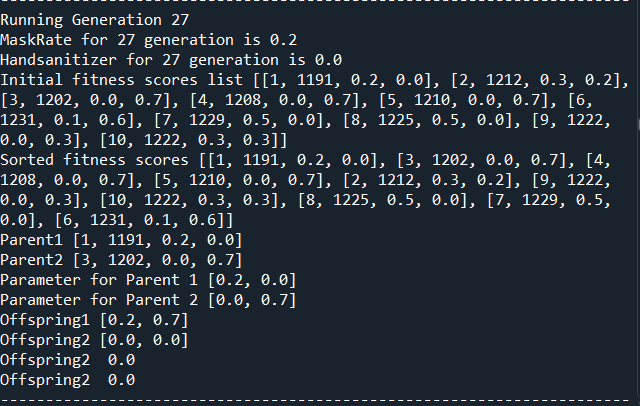 --------------------------------------------------------------------
Running Generation 27
MaskRate for 27 generation is 0.2
Handsanitizer for 27 generation is 0.0
Initial fitness scores list [[1, 1191, 0.2, 0.0], [2, 1212, 0.3, 0.2],
[3, 1202, 0.0, 0.7], [4, 1208, 0.0, 0.7], [5, 1210, 0.0, 0.7], [6,
1231, 0.1, 0.6], [7, 1229, 0.5, 0.0], [8, 1225, 0.5, 0.0], [9, 1222,
0.0, 0.3], [10, 1222, 0.3, 0.3]]
Sorted fitness scores [[1, 1191, 0.2, 0.0], [3, 1202, 0.0, 0.7], [4,
1208, 0.0, 0.7], [5, 1210, 0.0, 0.7], [2, 1212, 0.3, 0.2], [9, 1222,
0.0, 0.3], [10, 1222, 0.3, 0.3], [8, 1225, 0.5, 0.0], [7, 1229, 0.5,
0.0], [6, 1231, 0.1, 0.6]]
Parent1 [1, 1191, 0.2, 0.0]
Parent2 [3, 1202, 0.0, 0.7]
Parameter for Parent 1 [0.2, 0.0]
Parameter for Parent 2 [0.0, 0.7]
Offspring1 [0.2, 0.7]
Offspring2 [0.0, 0.0]
Offspring2  0.0
Offspring2  0.0
--------------------------------------------------------------------